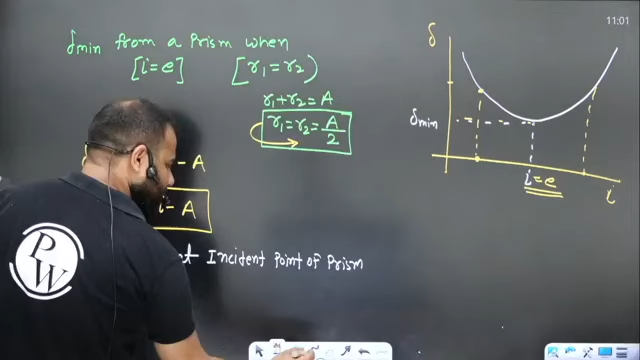 δmin from a Prism when
[i=e] [r₁=r₂)
r₁+r₂=A
r₁=r₂=A/2
- A
i - A
Incident Point of Prism
δ
δmin
i=e
i
11:01
PW